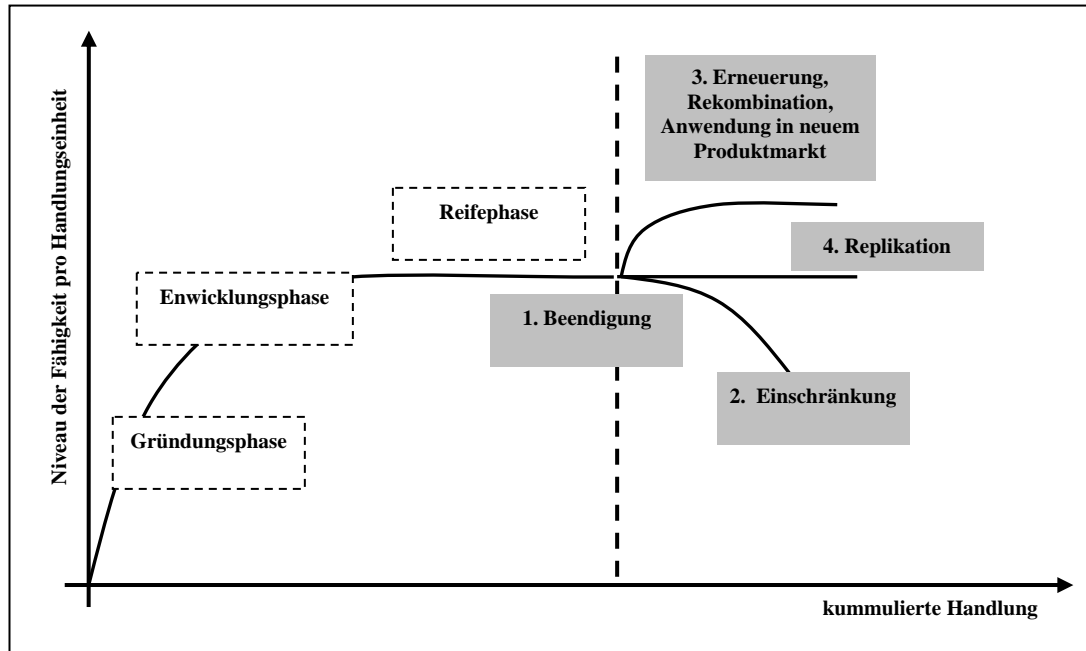 Niveau der Fähigkeit pro Handlungseinheit
3. Erneuerung,
Rekombination,
Anwendung in neuem
Produktmarkt
Reifephase
4. Replikation
Enwicklungsphase
1. Beendigung
2. Einschränkung
Gründungsphase
kummulierte Handlung